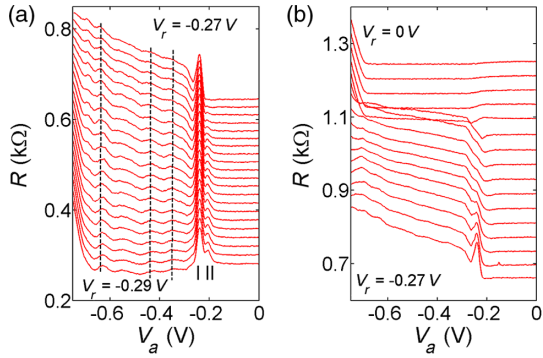 (a)
V_r = -0.27 V
0.8
0.6
0.4
0.2
R (kΩ)
I II
V_r = -0.29 V
-0.6 -0.4 -0.2 0
V_a (V)
(b)
V_r = 0 V
1.3
1.1
0.9
0.7
R (kΩ)
V_r = -0.27 V
-0.6 -0.4 -0.2 0
V_a (V)